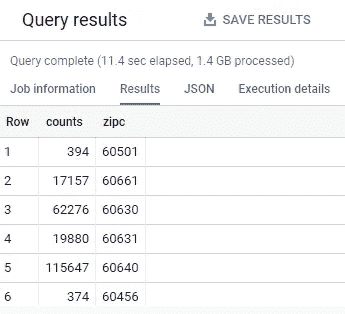 Query results SAVE RESULTS
Query complete (11.4 sec elapsed, 1.4 GB processed)
Job information Results JSON Execution details
Row counts zipc
1 394 60501
2 17157 60661
3 62276 60630
4 19880 60631
5 115647 60640
6 374 60456